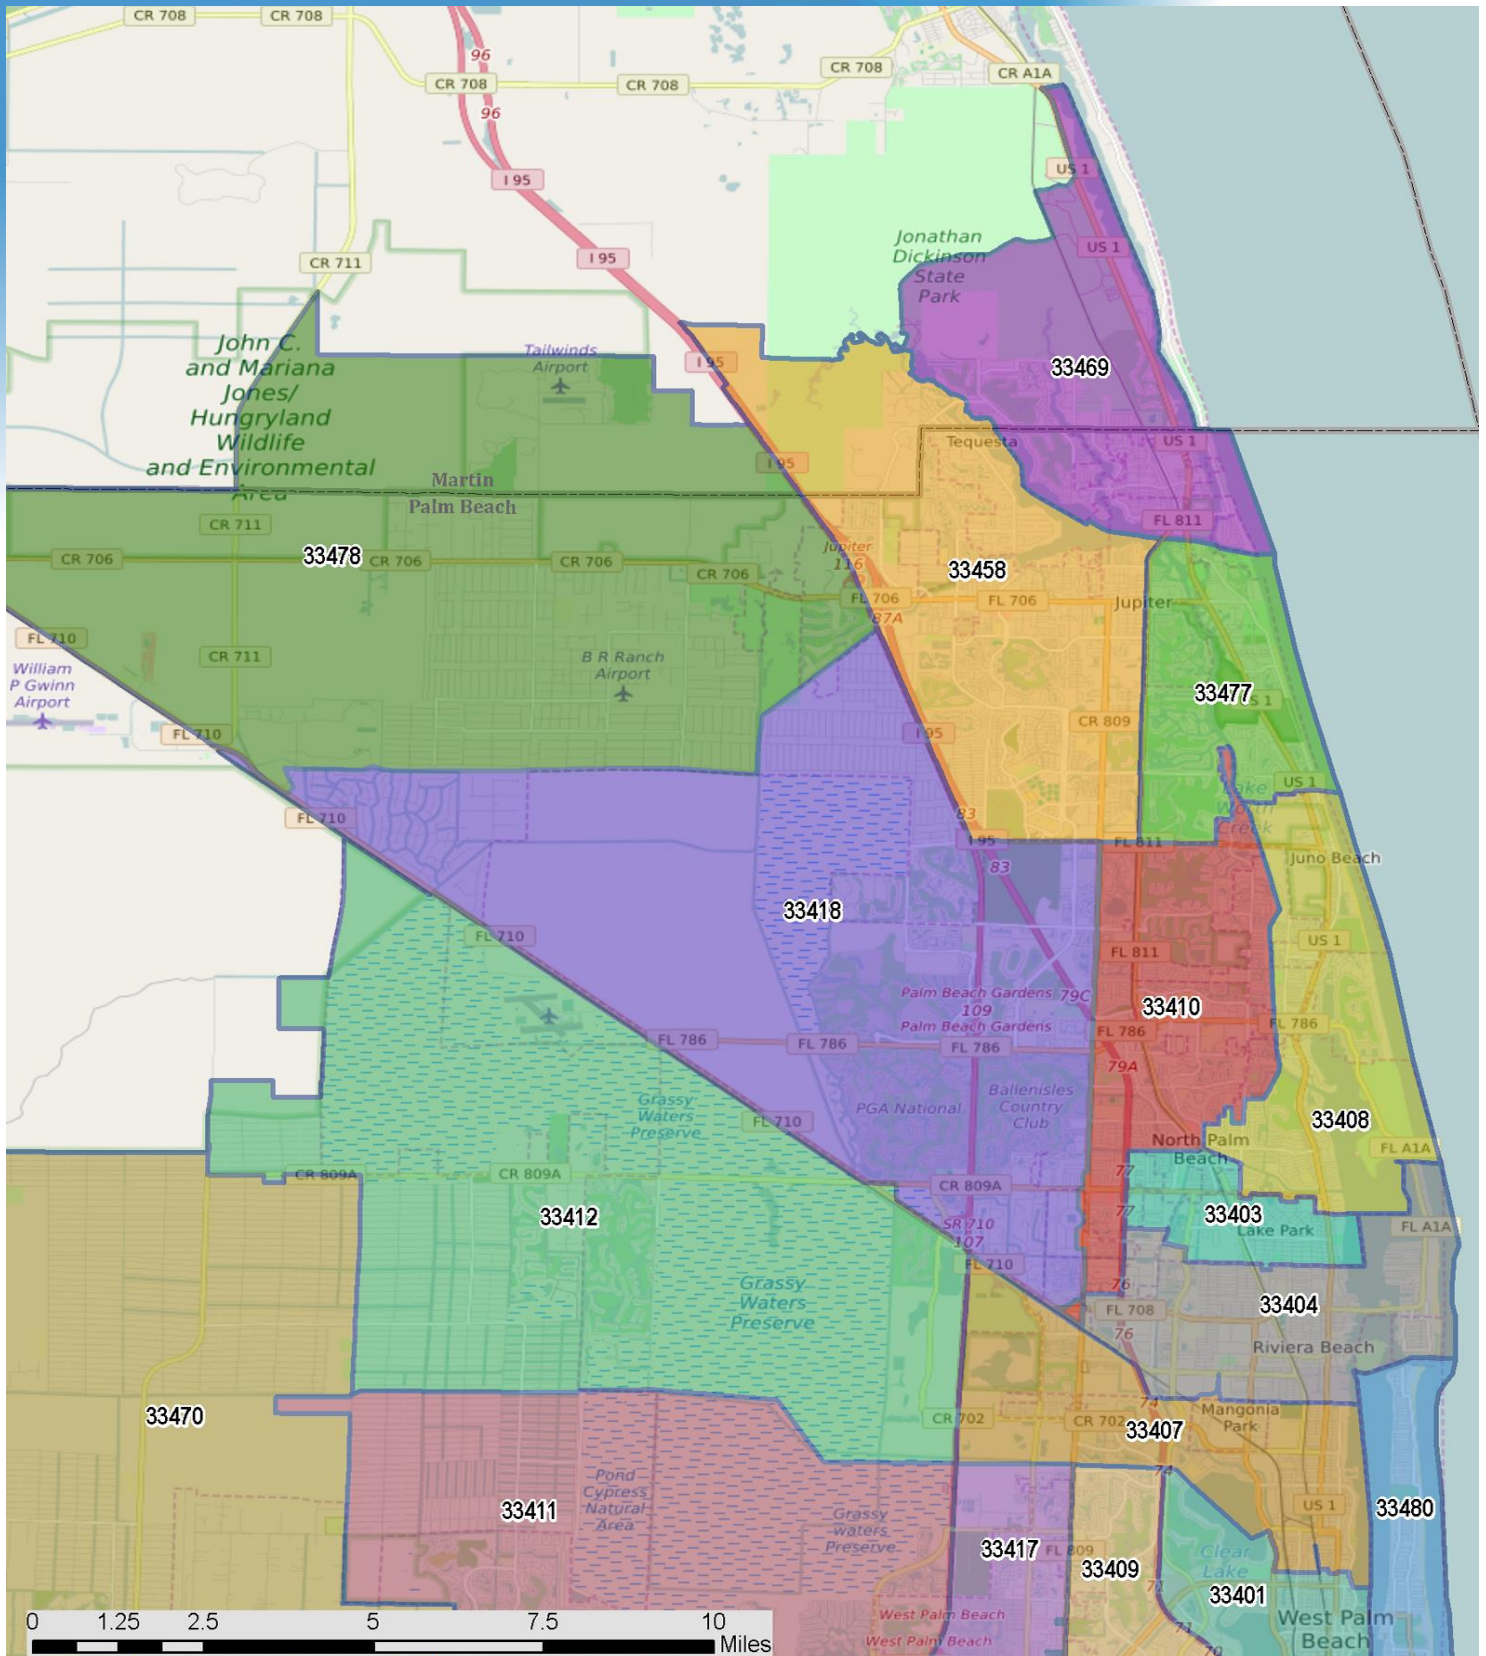 CR 708
CR 708
96
CR 708
CR 708
CR 708
CR A1A
96
I 95
US 1
Jonathan
Dickinson
State
Park
US 1
CR 711
I 95
John C.
and Mariana
Jones/
Hungryland
Wildlife
and Environmental
Area
Tailwinds
Airport
I 95
33469
Tequesta
US 1
I 95
Martin
Palm Beach
CR 711
FL 811
33478
CR 706
CR 706
CR 706
CR 706
Jupiter
116
33458
FL 706
FL 706
Jupiter
87A
FL 710
CR 711
William
P Gwinn
Airport
B R Ranch
Airport
33477
S 1
FL 710
I 95
CR 809
US 1
Lake
Worth
Creek
FL 710
83
I 95
FL 811
83
Juno Beach
33418
FL 710
FL 811
US 1
Palm Beach Gardens
109
Palm Beach Gardens
79C
33410
FL 786
FL 786
FL 786
FL 786
FL 786
79A
Grassy
Waters
Preserve
FL 710
PGA National
Ballenisles
Country
Club
33408
North Palm
Beach
FL A1A
CR 809A
CR 809A
CR 809A
77
33412
SR 710
107
77
33403
Lake Park
FL A1A
FL 710
Grassy
Waters
Preserve
76
FL 708
33404
76
Riviera Beach
33470
74
CR 702
CR 702
33407
Mangonia
Park
74
Pond
Cypress
Natural
Area
33411
Grassy
waters
Preserve
US 1
33480
33417
FL 809
33409
71
Clear
Lake
33401
West Palm Beach
West Palm Beach
71
70
West Palm
Beach
0 1.25 2.5 5 7.5 10
Miles